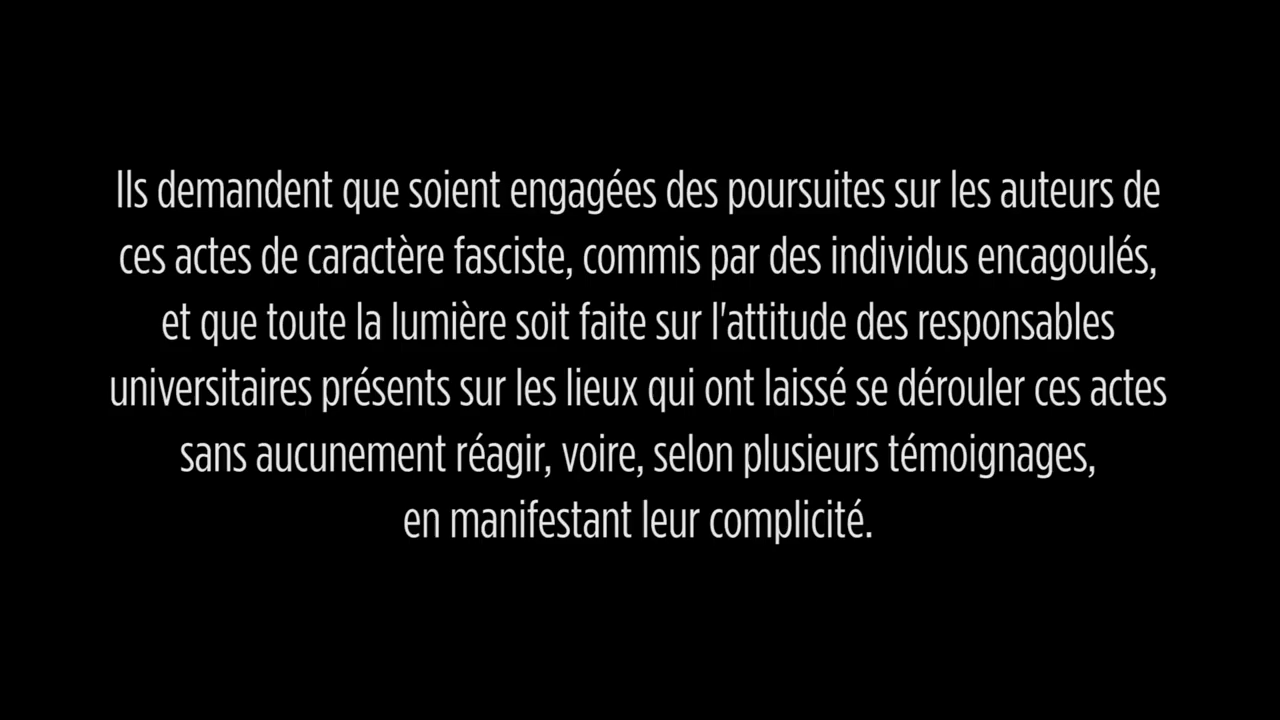 Ils demandent que soient engagées des poursuites sur les auteurs de
ces actes de caractère fasciste, commis par des individus encagoulés,
et que toute la lumière soit faite sur l'attitude des responsables
universitaires présents sur les lieux qui ont laissé se dérouler ces actes
sans aucunement réagir, voire, selon plusieurs témoignages,
en manifestant leur complicité.